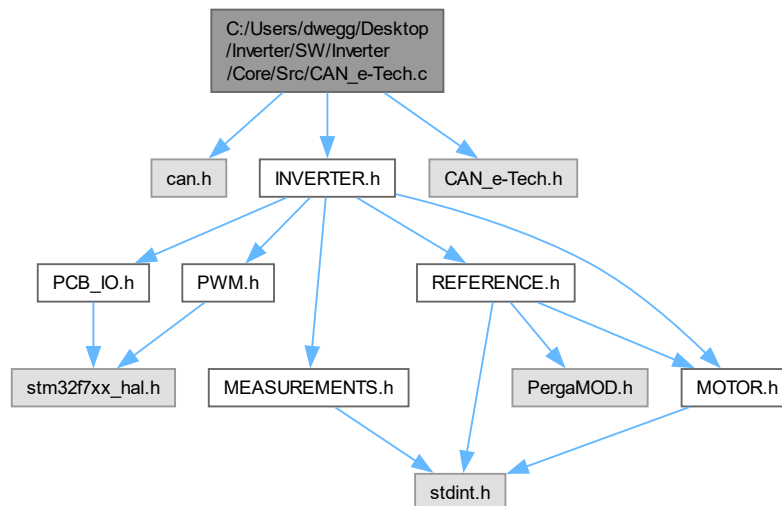 C:/Users/dwegg/Desktop
/Inverter/SW/Inverter
/Core/Src/CAN_e-Tech.c
can.h
INVERTER.h
CAN_e-Tech.h
PCB_IO.h
PWM.h
REFERENCE.h
stm32f7xx_hal.h
MEASUREMENTS.h
PergaMOD.h
MOTOR.h
stdint.h